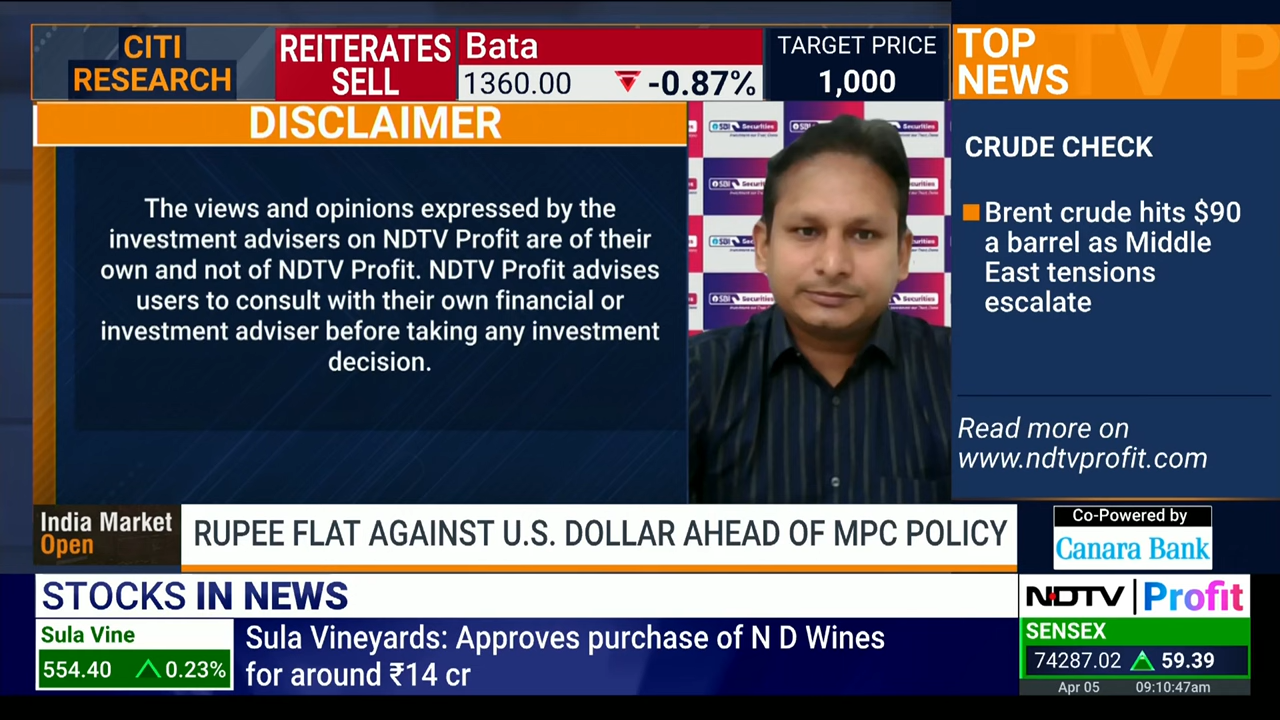 CITI
RESEARCH
REITERATES
SELL
Bata
1360.00 ▼ -0.87%
TARGET PRICE
1,000
TOP
NEWS
DISCLAIMER
The views and opinions expressed by the
investment advisers on NDTV Profit are of their
own and not of NDTV Profit. NDTV Profit advises
users to consult with their own financial or
investment adviser before taking any investment
decision.
SBI Securities
CRUDE CHECK
Brent crude hits $90
a barrel as Middle
East tensions
escalate
Read more on
www.ndtvprofit.com
India Market
Open
RUPEE FLAT AGAINST U.S. DOLLAR AHEAD OF MPC POLICY
Co-Powered by
Canara Bank
STOCKS IN NEWS
NDTV Profit
Sula Vine
554.40 0.23%
Sula Vineyards: Approves purchase of N D Wines
for around ₹14 cr
SENSEX
74287.02 59.39
Apr 05 09:10:47am